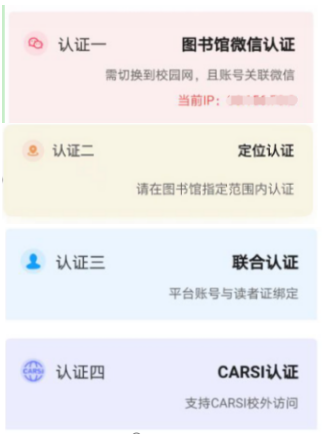 认证一 图书馆微信认证
需切换到校园网，且账号关联微信
当前IP：
认证二 定位认证
请在图书馆指定范围内认证
认证三 联合认证
平台账号与读者证绑定
CARSI 认证四 CARSI认证
支持CARSI校外访问